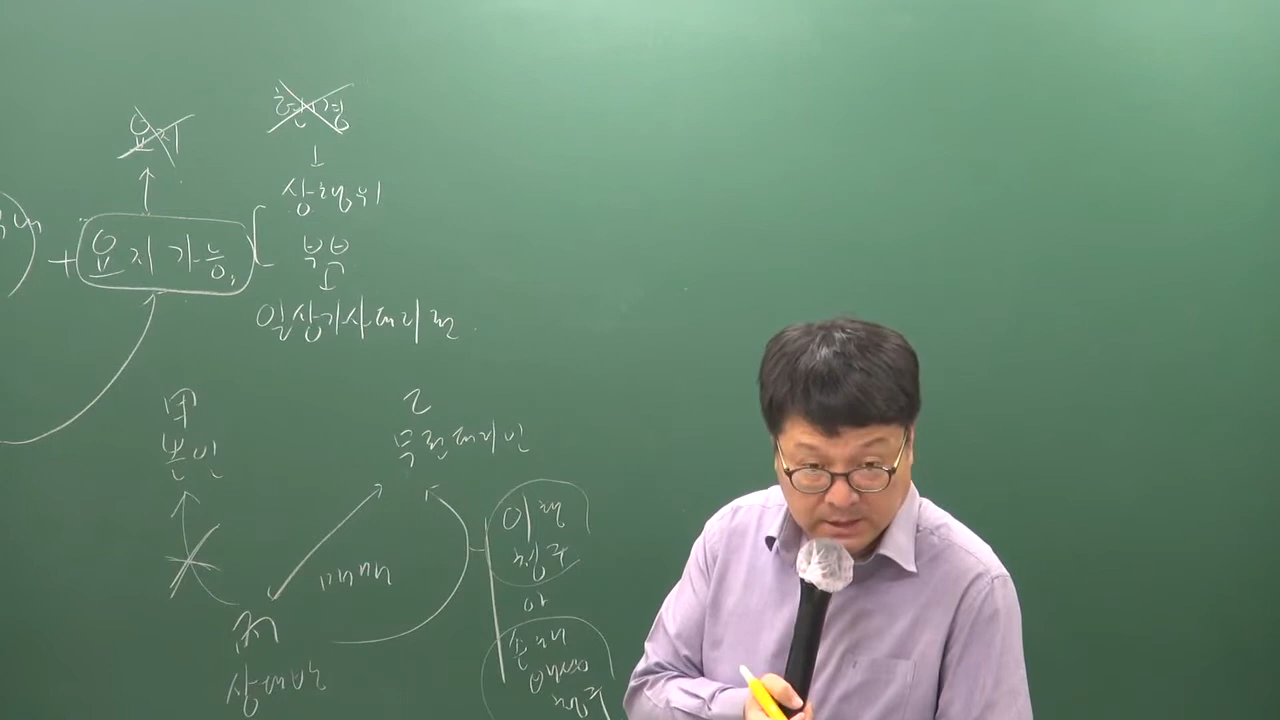 요지
현명
상행위
+ 요지가능,
부부
일상가사대리권.
甲
본인
乙
무권대리인
이행
청구
or
손해
배상
청구
丙
상대방